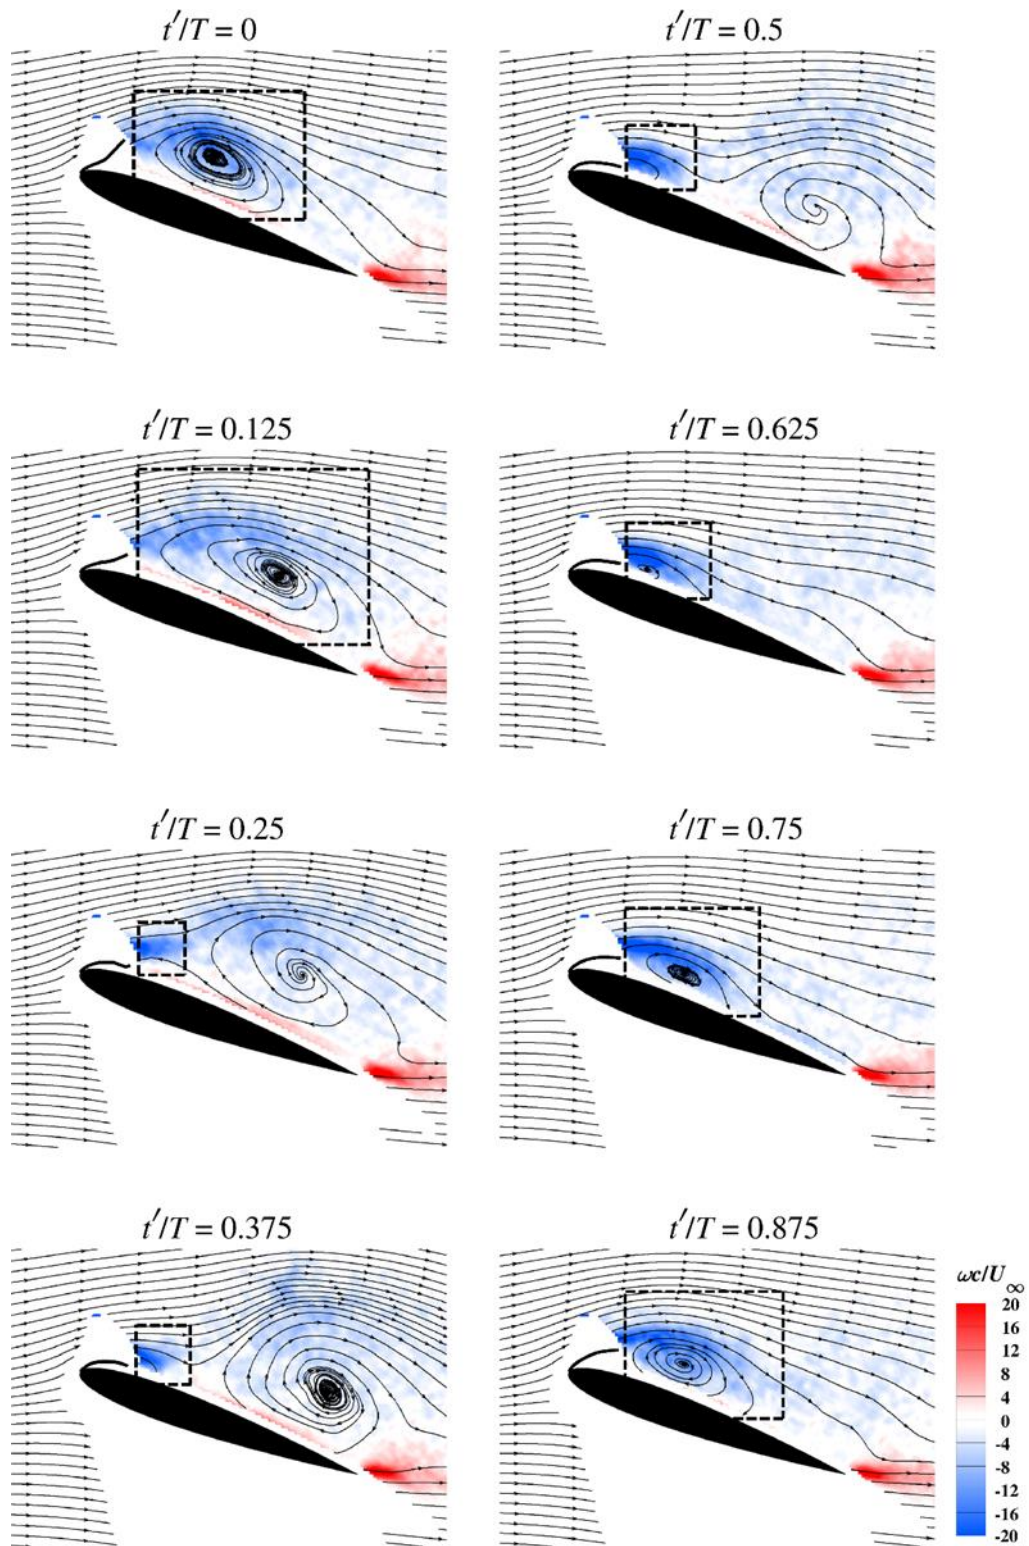 t′/T = 0
t′/T = 0.5
t′/T = 0.125
t′/T = 0.625
t′/T = 0.25
t′/T = 0.75
t′/T = 0.375
t′/T = 0.875
ωc/U∞
20
16
12
8
4
0
-4
-8
-12
-16
-20